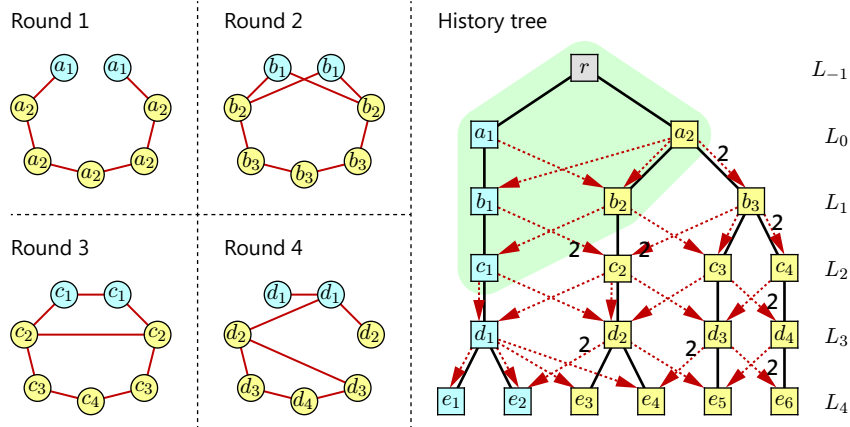 Round 1
a1 a1
a2 a2
a2 a2 a2
Round 2
b1 b1
b2 b2
b3 b3 b3
Round 3
c1 c1
c2 c2
c3 c4 c3
Round 4
d1 d1
d2 d2
d3 d4 d3
History tree
r L−1
a1 a2 L0
2
b1 b2 b3 L1
2 2 2
c1 c2 c3 c4 L2
2
d1 d2 d3 d4 L3
2 2 2
e1 e2 e3 e4 e5 e6 L4